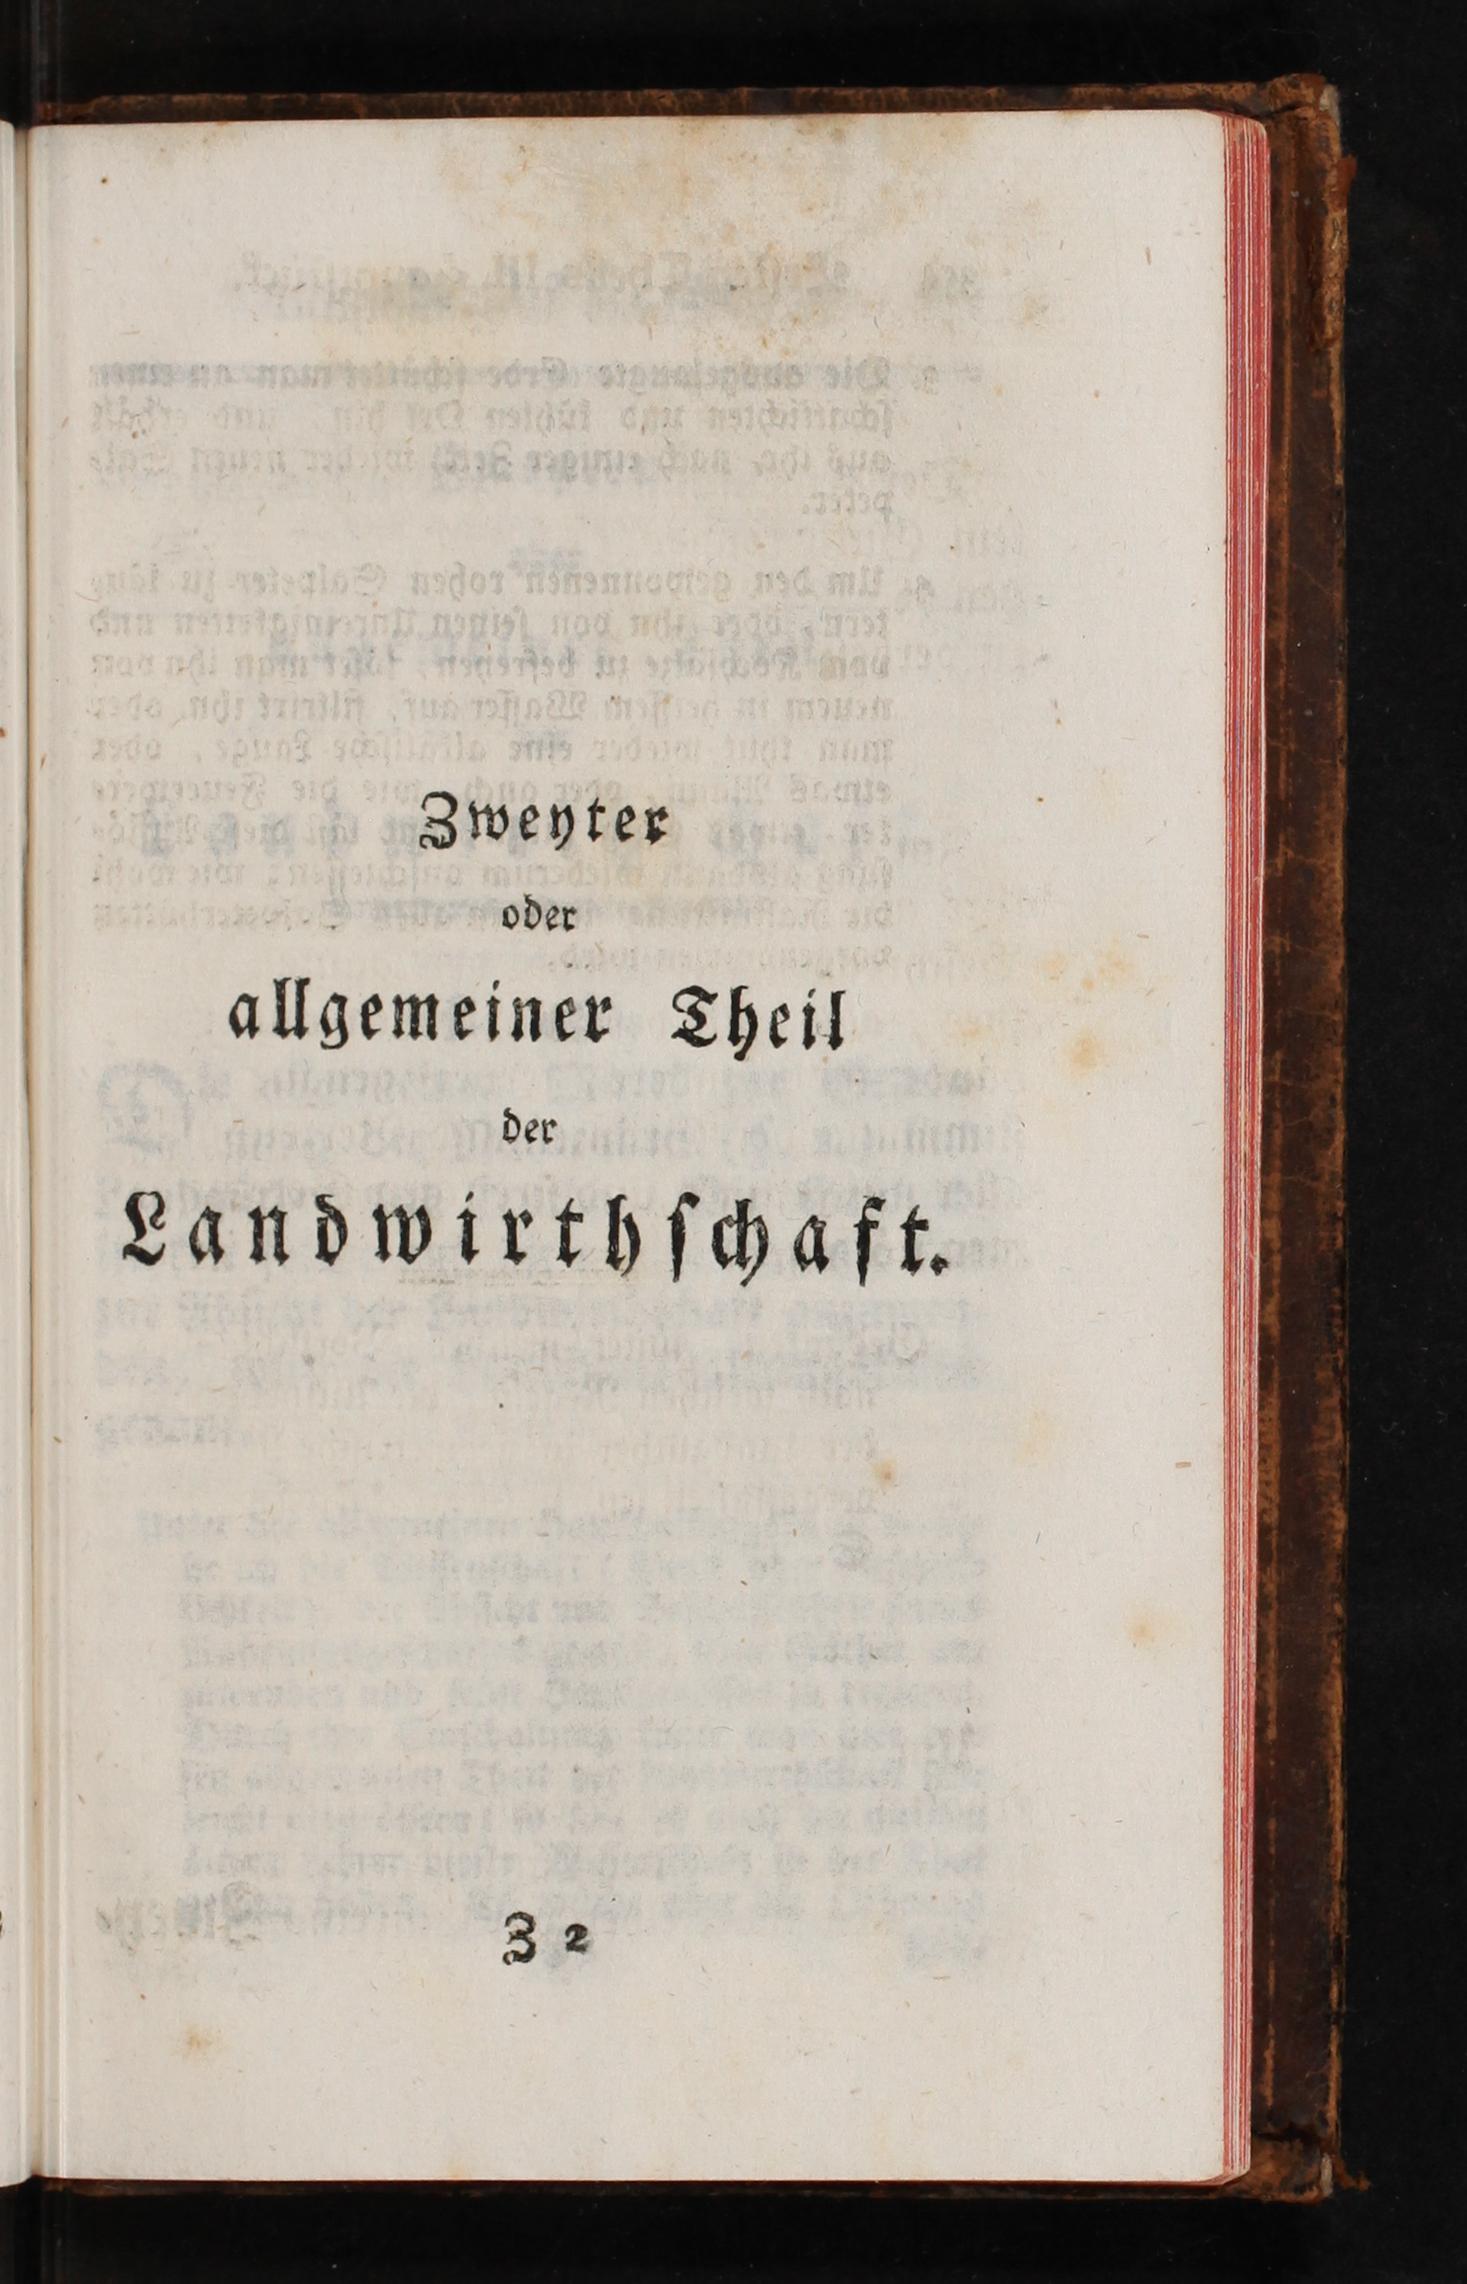 Zweyter
oder
allgemeiner Theil
der
Landwirthſchaft.
Z 2